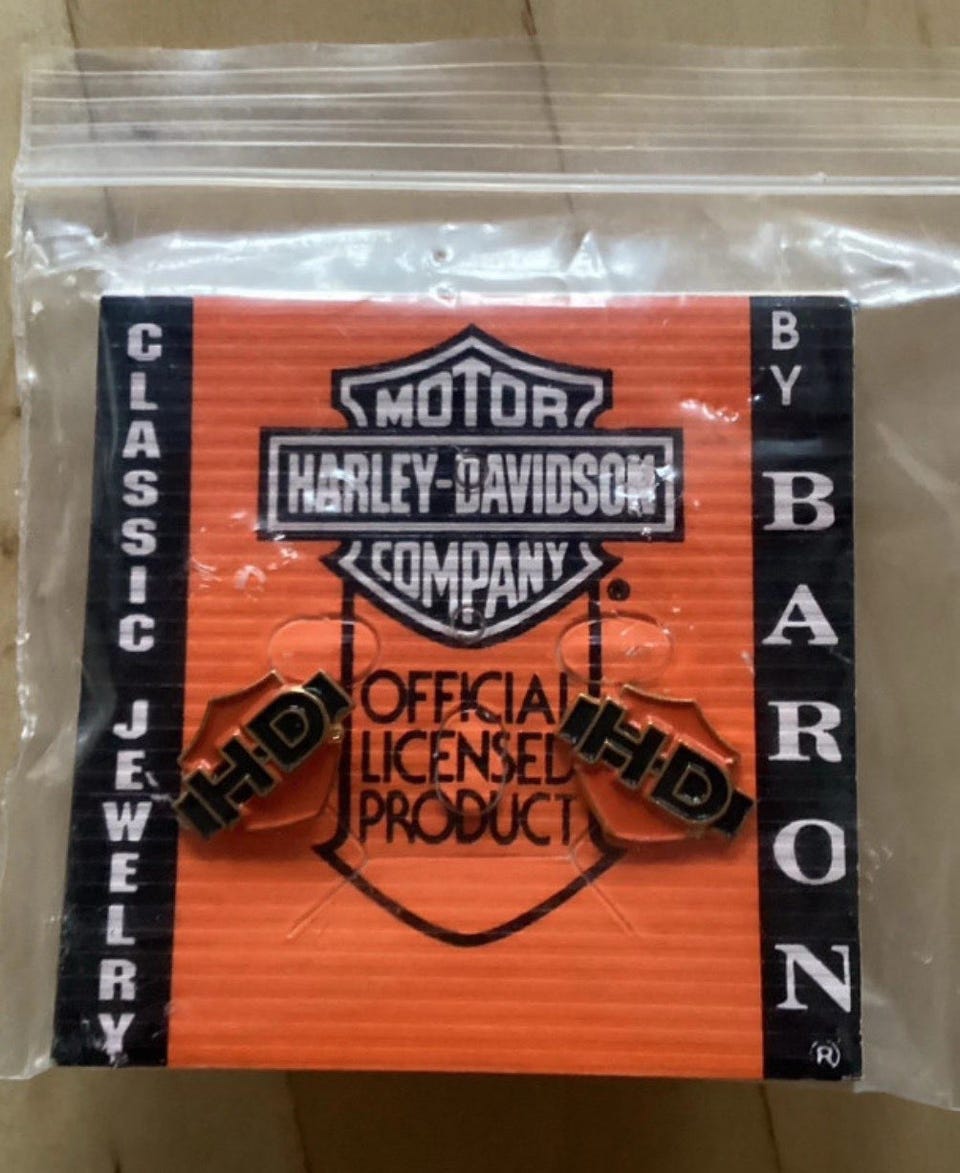 CLASSIC JEWELRY
MOTOR
HARLEY-DAVIDSON
COMPANY
®
OFFICIAL
LICENSED
PRODUCT
H-D
H-D
BY BARON
®